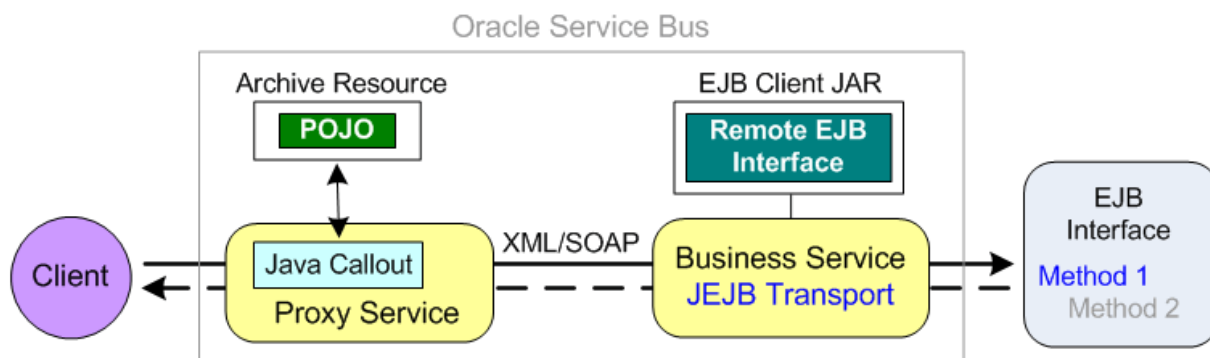 Oracle Service Bus
Archive Resource
POJO
EJB Client JAR
Remote EJB
Interface
Client
Java Callout
Proxy Service
XML/SOAP
Business Service
JEJB Transport
EJB
Interface
Method 1
Method 2